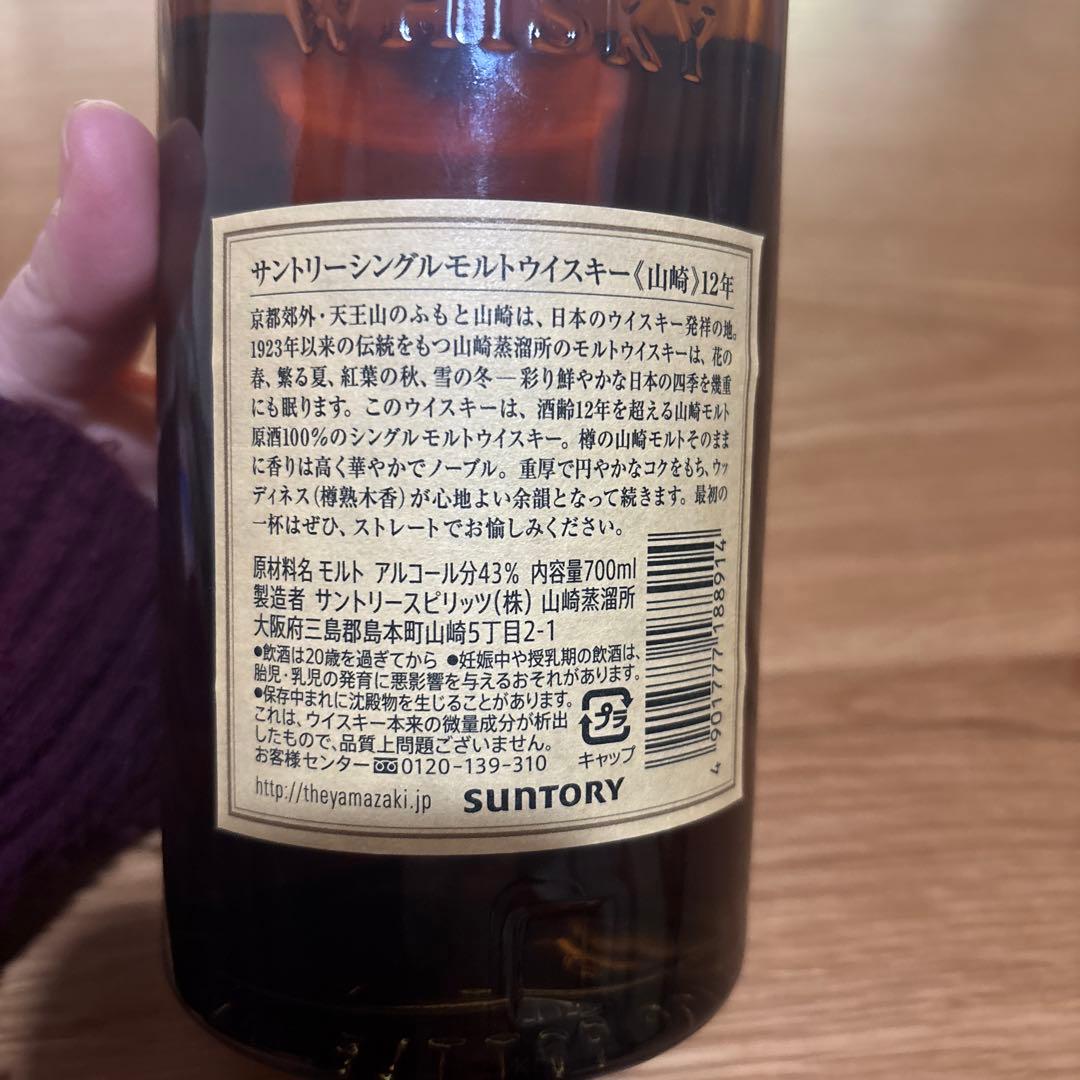 WHISKY
サントリーシングルモルトウイスキー《山崎》12年
京都郊外・天王山のふもと山崎は、日本のウイスキー発祥の地。
1923年以来の伝統をもつ山崎蒸溜所のモルトウイスキーは、花の
春、繁る夏、紅葉の秋、雪の冬―彩り鮮やかな日本の四季を幾重
にも眠ります。このウイスキーは、酒齢12年を超える山崎モルト
原酒100%のシングルモルトウイスキー。樽の山崎モルトそのまま
に香りは高く華やかでノーブル。重厚で円やかなコクをもち、ウッ
ディネス(樽熟木香)が心地よい余韻となって続きます。最初の
一杯はぜひ、ストレートでお愉しみください。
原材料名 モルト アルコール分43% 内容量700ml
製造者 サントリースピリッツ(株) 山崎蒸溜所
大阪府三島郡島本町山崎5丁目2-1
●飲酒は20歳を過ぎてから ●妊娠中や授乳期の飲酒は、
胎児・乳児の発育に悪影響を与えるおそれがあります。
●保存中まれに沈殿物を生じることがあります。
これは、ウイスキー本来の微量成分が析出
したもので、品質上問題ございません。
お客様センター 0120-139-310
プラ
キャップ
http://theyamazaki.jp SUNTORY
4 901777 188914